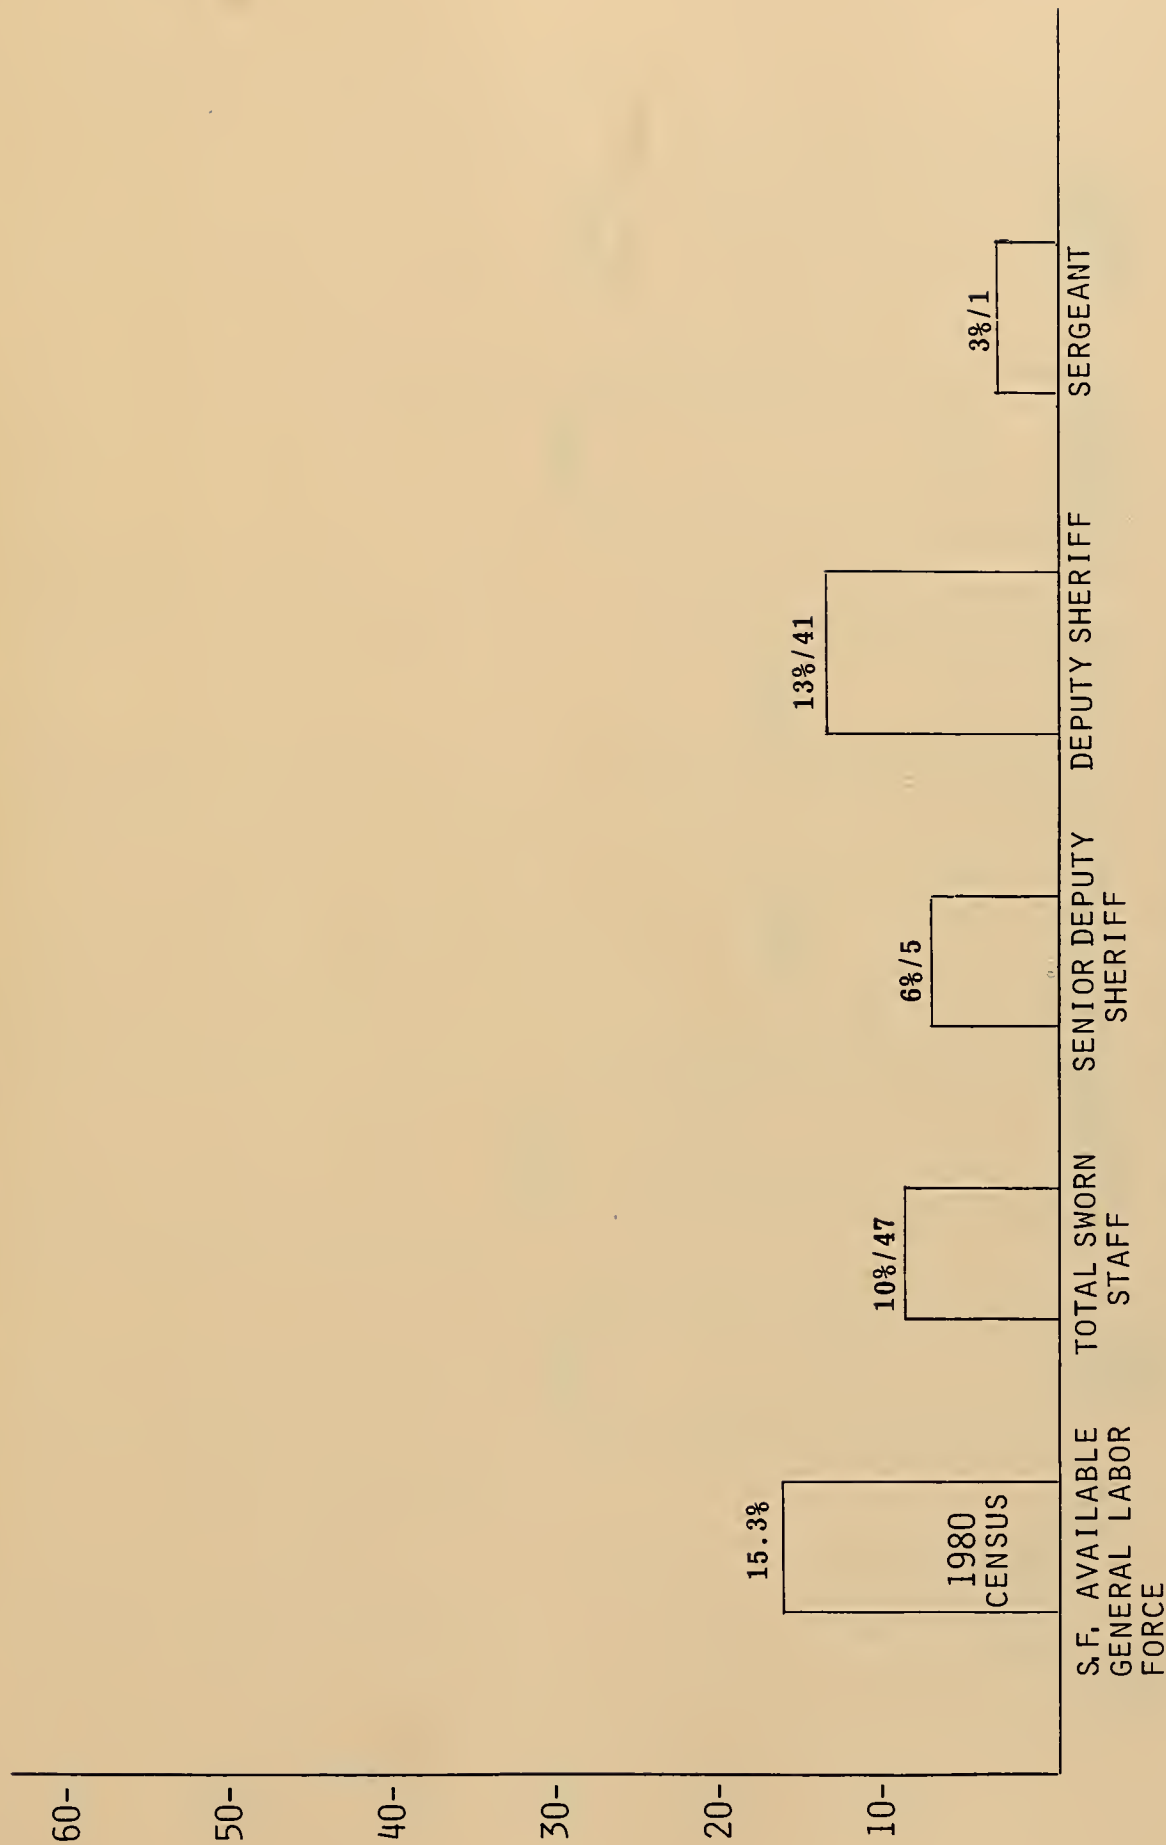 60-
50-
40-
30-
20-
10-
15.3%
10%/47
6%/5
13%/41
3%/1
1980
CENSUS
S.F. AVAILABLE
GENERAL LABOR
FORCE
TOTAL SWORN
STAFF
SENIOR DEPUTY
SHERIFF
DEPUTY SHERIFF
SERGEANT